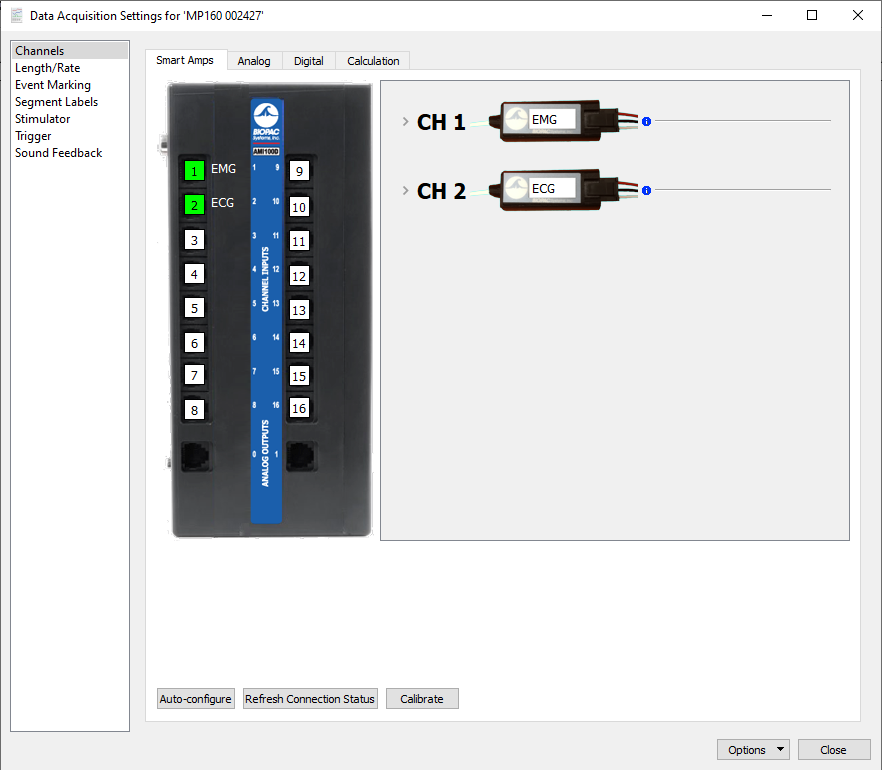 Data Acquisition Settings for 'MP160 002427'
Channels
Length/Rate
Event Marking
Segment Labels
Stimulator
Trigger
Sound Feedback
Smart Amps
Analog
Digital
Calculation
BIOPAC
Systems, Inc.
AMI100D
1 EMG 1 9 9
2 ECG 2 10 10
3 3 11 11
4 4 12 12
5 5 13 13
6 6 14 14
7 7 15 15
8 8 16 16
CHANNEL INPUTS
0 1
ANALOG OUTPUTS
CH 1 EMG
CH 2 ECG
Auto-configure
Refresh Connection Status
Calibrate
Options
Close